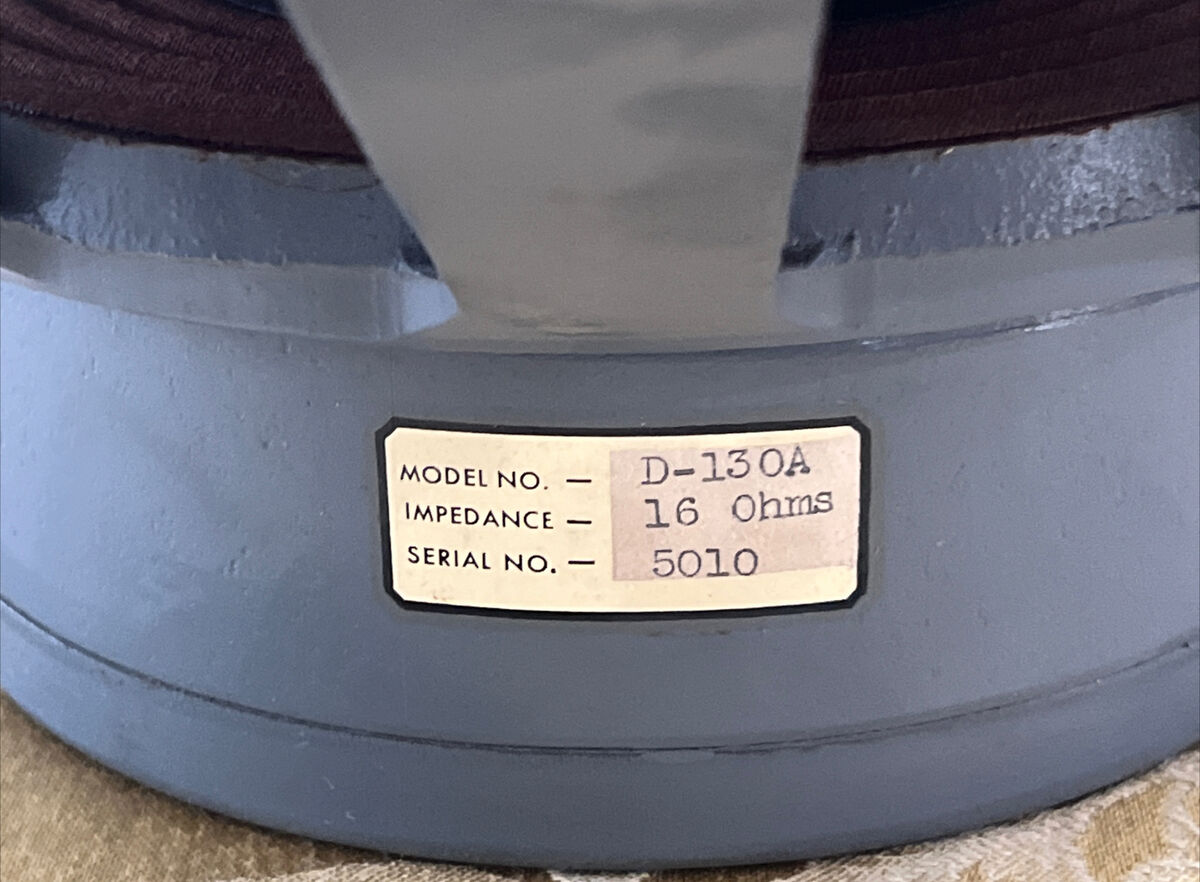 MODEL NO. — D-130A
IMPEDANCE — 16 Ohms
SERIAL NO. — 5010